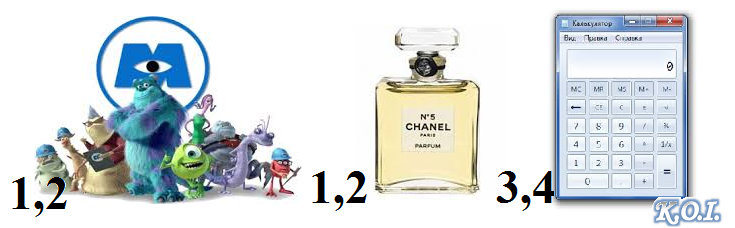 M
1,2
1,2
N°5
CHANEL
PARIS
PARFUM
3,4
Калькулятор
Вид Правка Справка
0
MC MR MS M+ M-
← CE C ± √
7 8 9 / %
4 5 6 * 1/x
1 2 3 - =
0 . +
K.O.I.